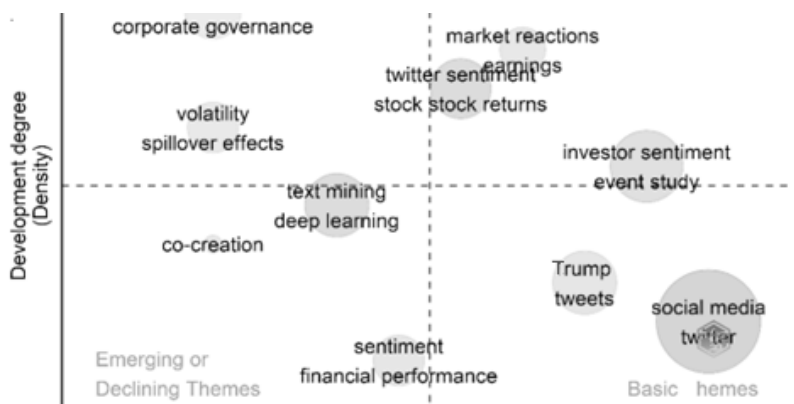 corporate governance
market reactions
earnings
twitter sentiment
stock stock returns
volatility
spillover effects
investor sentiment
event study
text mining
deep learning
co-creation
Trump
tweets
social media
twitter
sentiment
financial performance
Emerging or
Declining Themes
Basic hemes
Development degree
(Density)